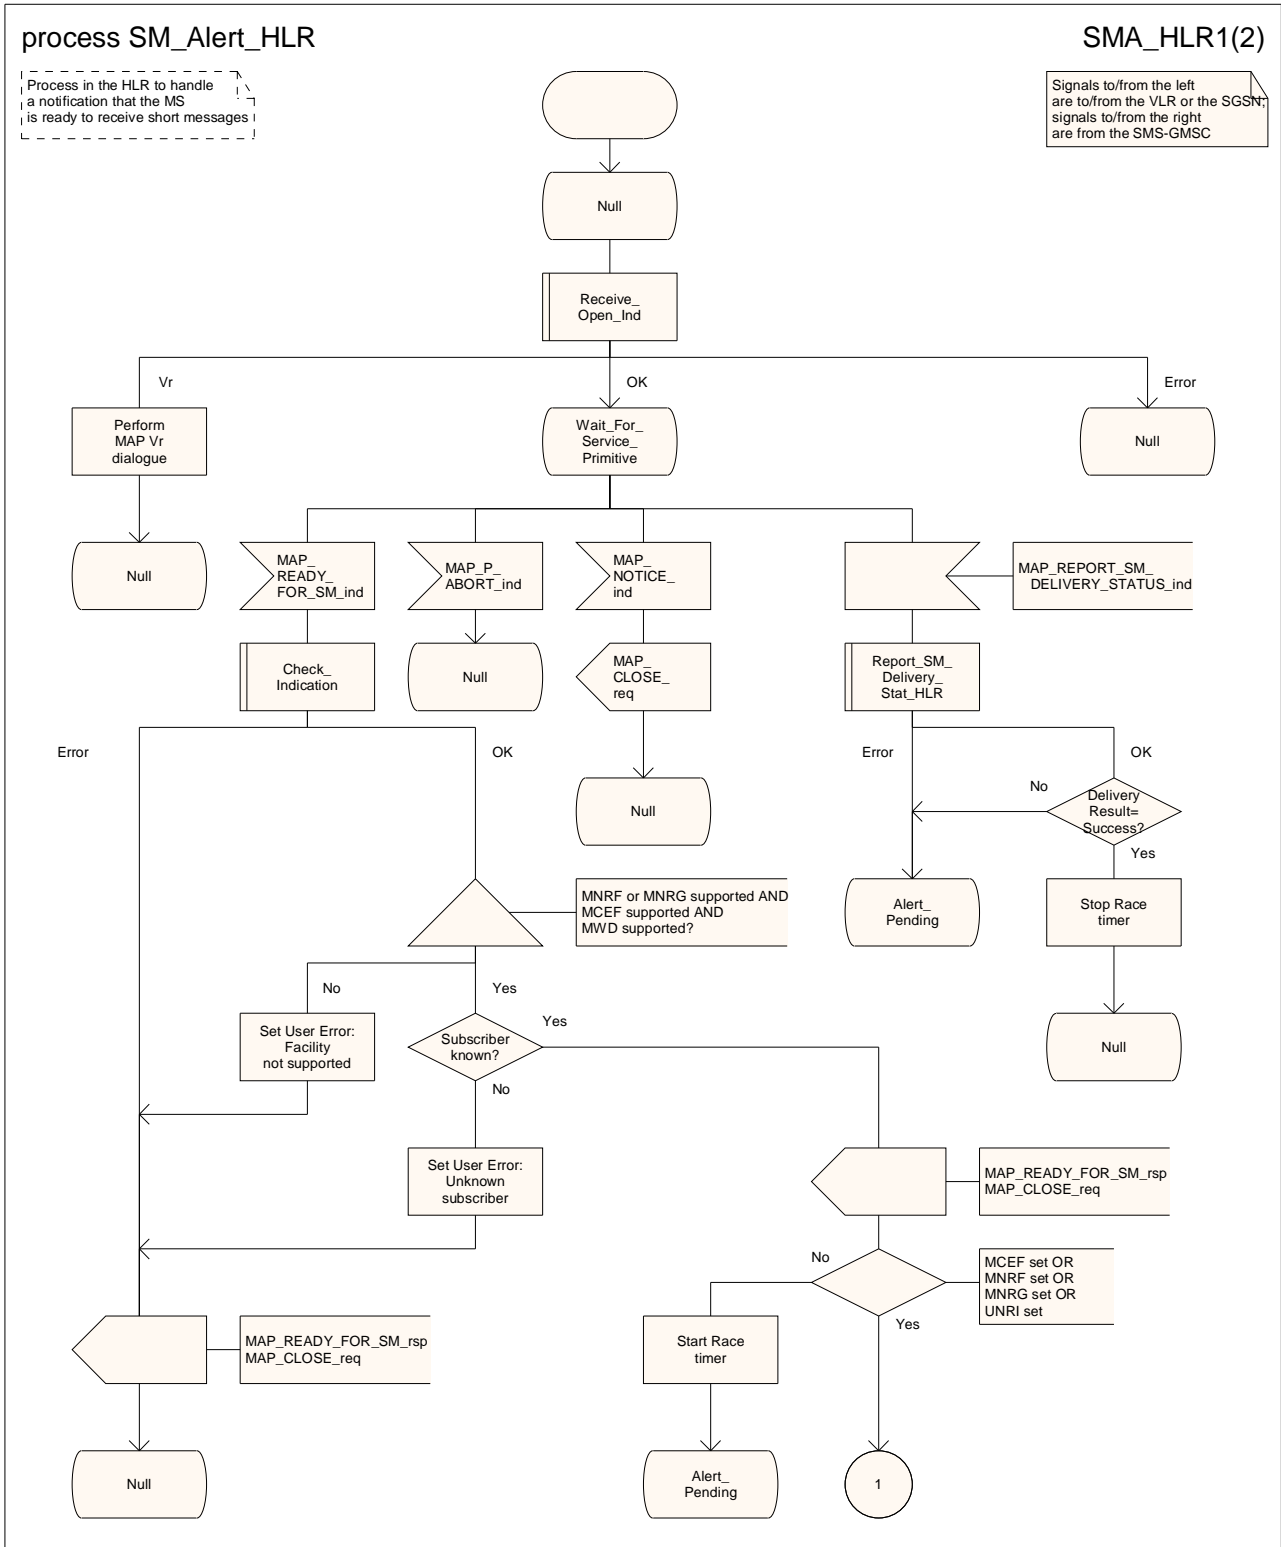 process SM_Alert_HLR
SMA_HLR1(2)
Process in the HLR to handle
a notification that the MS
is ready to receive short messages
Signals to/from the left
are to/from the VLR or the SGSN;
signals to/from the right
are from the SMS-GMSC
Null
Receive_
Open_Ind
Vr
OK
Error
Perform
MAP Vr
dialogue
Wait_For_
Service_
Primitive
Null
Null
MAP_
READY_
FOR_SM_ind
MAP_P_
ABORT_ind
MAP_
NOTICE_
ind
MAP_REPORT_SM_
DELIVERY_STATUS_ind
Check_
Indication
Null
MAP_
CLOSE_
req
Report_SM_
Delivery_
Stat_HLR
Error
OK
Error
OK
Null
No
Delivery
Result=
Success?
Yes
MNRF or MNRG supported AND
MCEF supported AND
MWD supported?
Alert_
Pending
Stop Race
timer
No
Yes
Set User Error:
Facility
not supported
Subscriber
known?
Yes
No
Null
Set User Error:
Unknown
subscriber
MAP_READY_FOR_SM_rsp
MAP_CLOSE_req
No
MCEF set OR
MNRF set OR
MNRG set OR
UNRI set
Yes
MAP_READY_FOR_SM_rsp
MAP_CLOSE_req
Start Race
timer
Null
Alert_
Pending
1